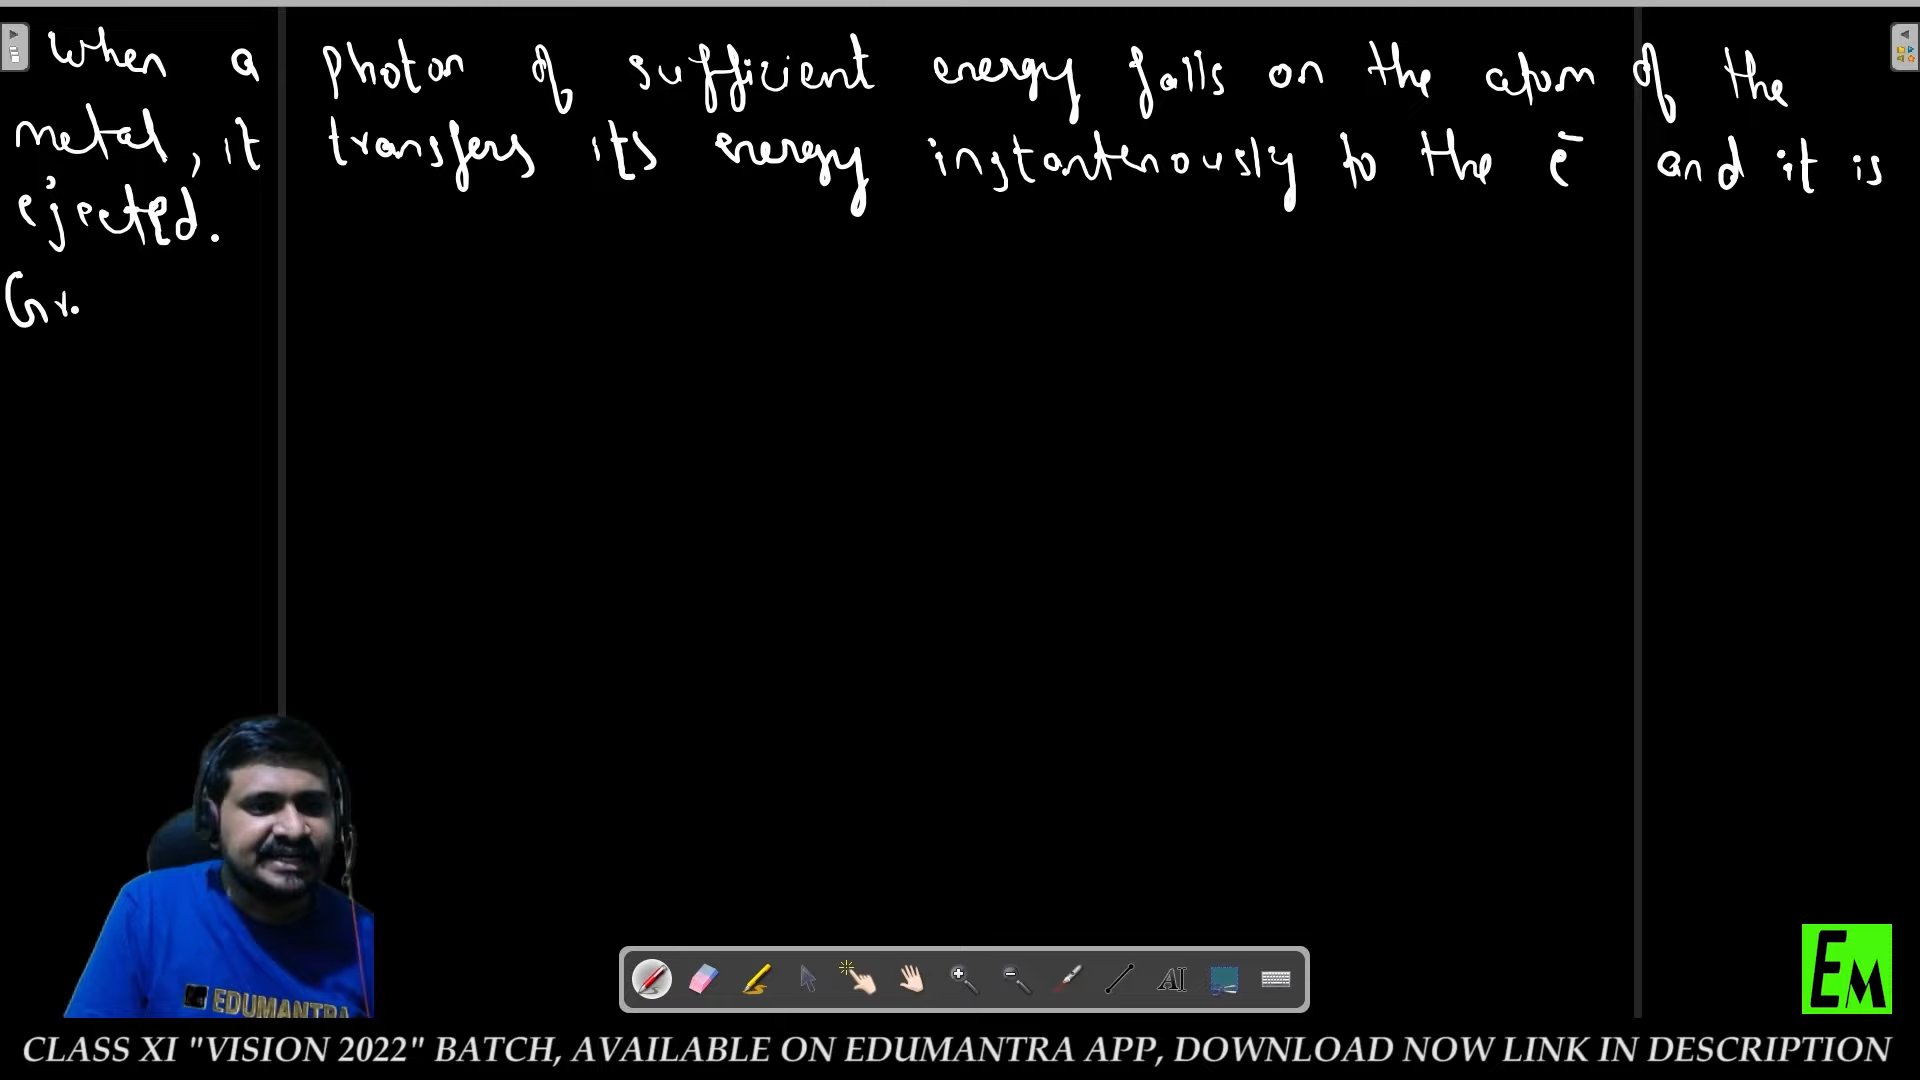 when a photon of sufficient energy falls on the atom of the
metal, it transfers its energy instantenously to the e⁻ and it is
ejected.
Gr.
EDUMANTRA
AI
EM
CLASS XI "VISION 2022" BATCH, AVAILABLE ON EDUMANTRA APP, DOWNLOAD NOW LINK IN DESCRIPTION